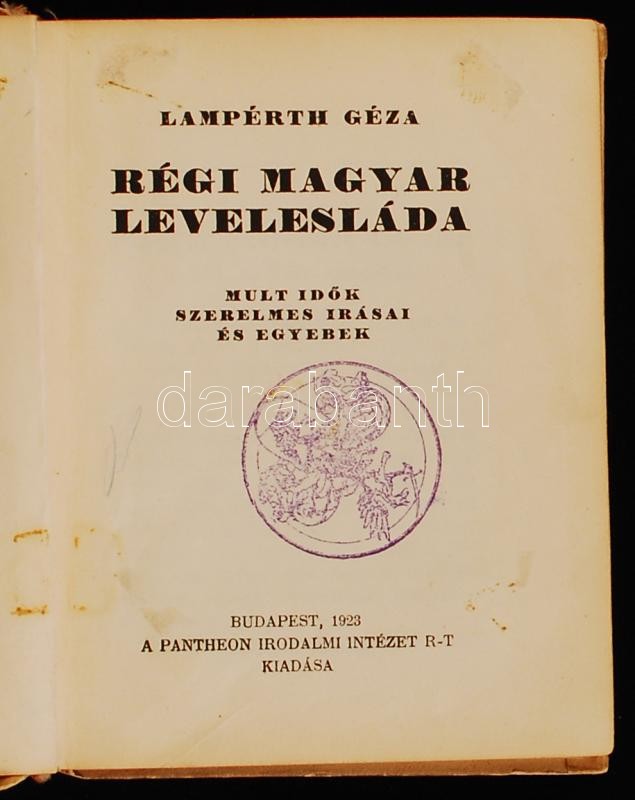 LAMPÉRTH GÉZA
RÉGI MAGYAR
LEVELESLÁDA
MULT IDŐK
SZERELMES IRÁSAI
ÉS EGYEBEK
darabanth
BUDAPEST, 1923
A PANTHEON IRODALMI INTÉZET R-T
KIADÁSA